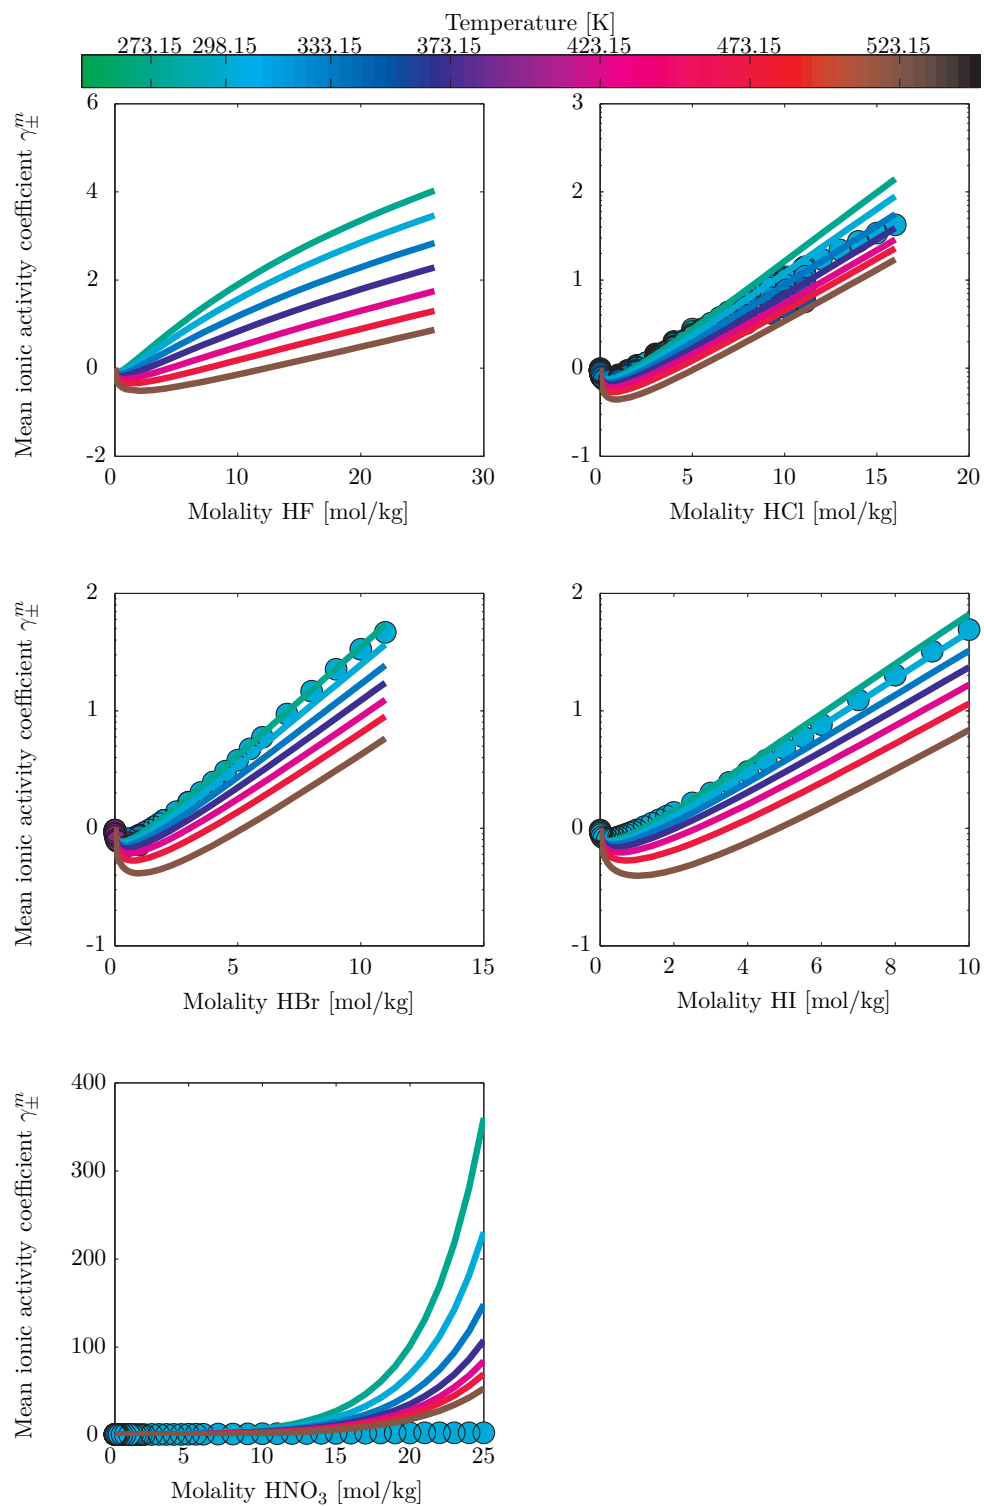 Temperature [K]
273.15 298.15 333.15 373.15 423.15 473.15 523.15
Mean ionic activity coefficient γ±^m
6
4
2
0
-2
0 10 20 30
Molality HF [mol/kg]
3
2
1
0
-1
0 5 10 15 20
Molality HCl [mol/kg]
Mean ionic activity coefficient γ±^m
2
1
0
-1
0 5 10 15
Molality HBr [mol/kg]
2
1
0
-1
0 2 4 6 8 10
Molality HI [mol/kg]
Mean ionic activity coefficient γ±^m
400
300
200
100
0
0 5 10 15 20 25
Molality HNO₃ [mol/kg]